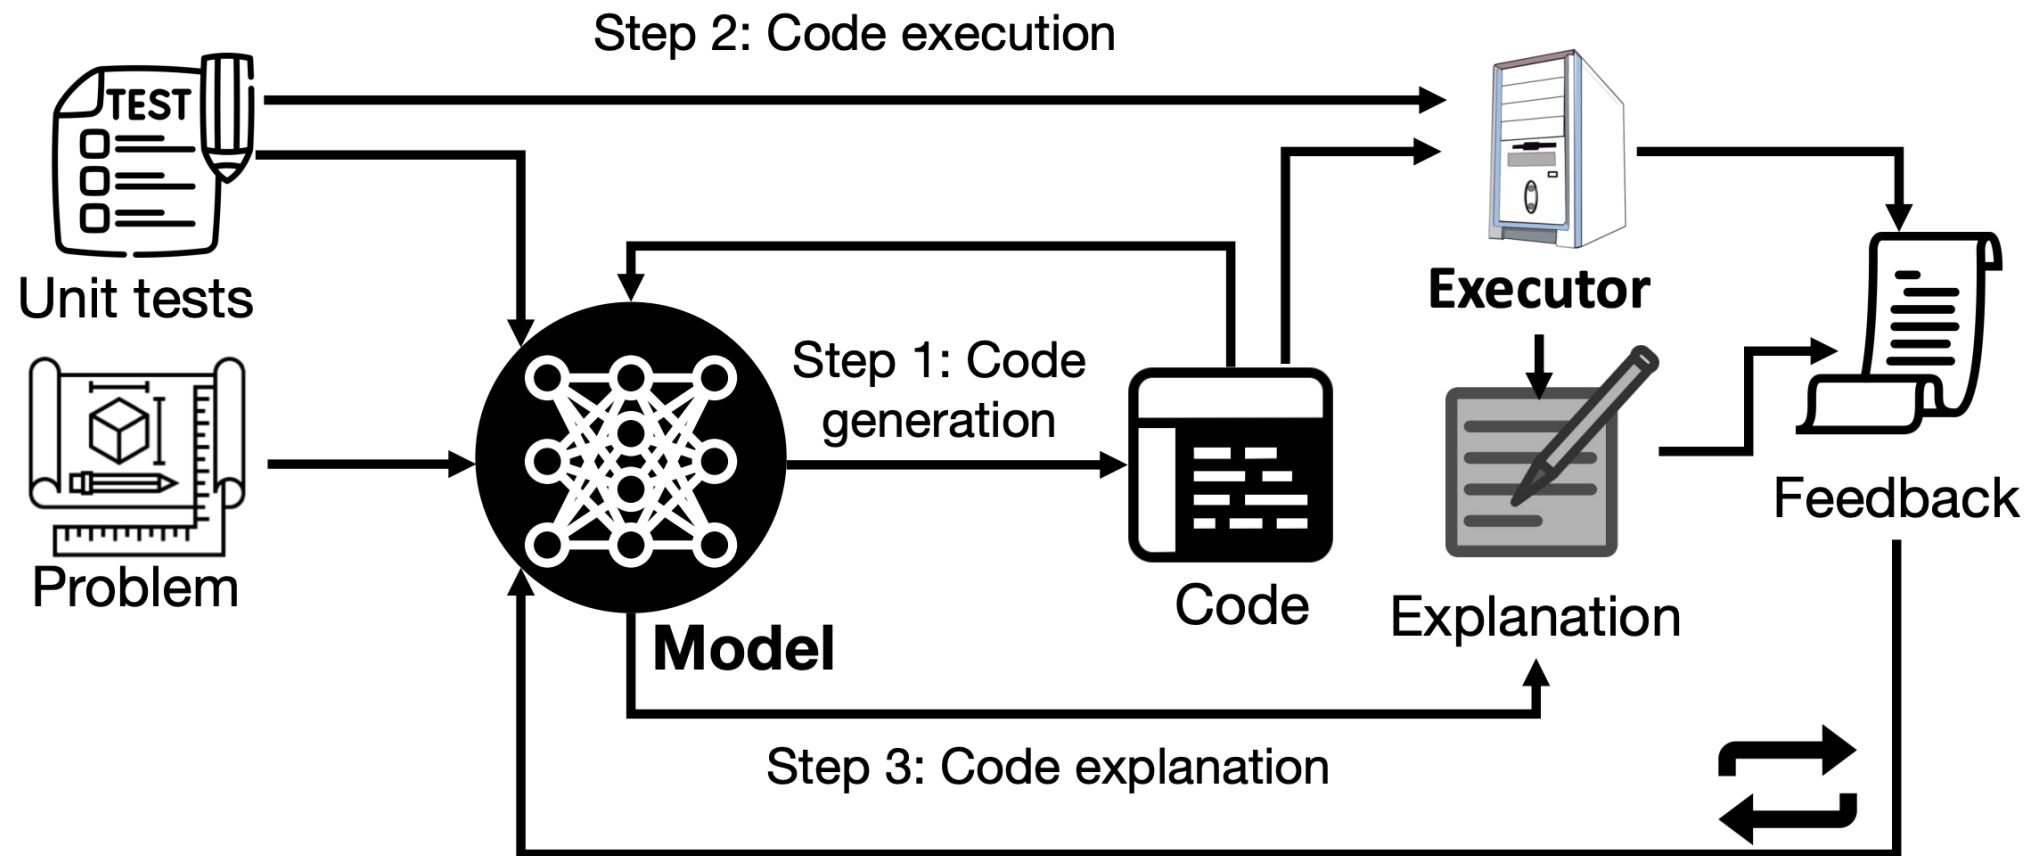 Step 2: Code execution
TEST
Unit tests
Executor
Step 1: Code
generation
Feedback
Problem
Code
Explanation
Model
Step 3: Code explanation